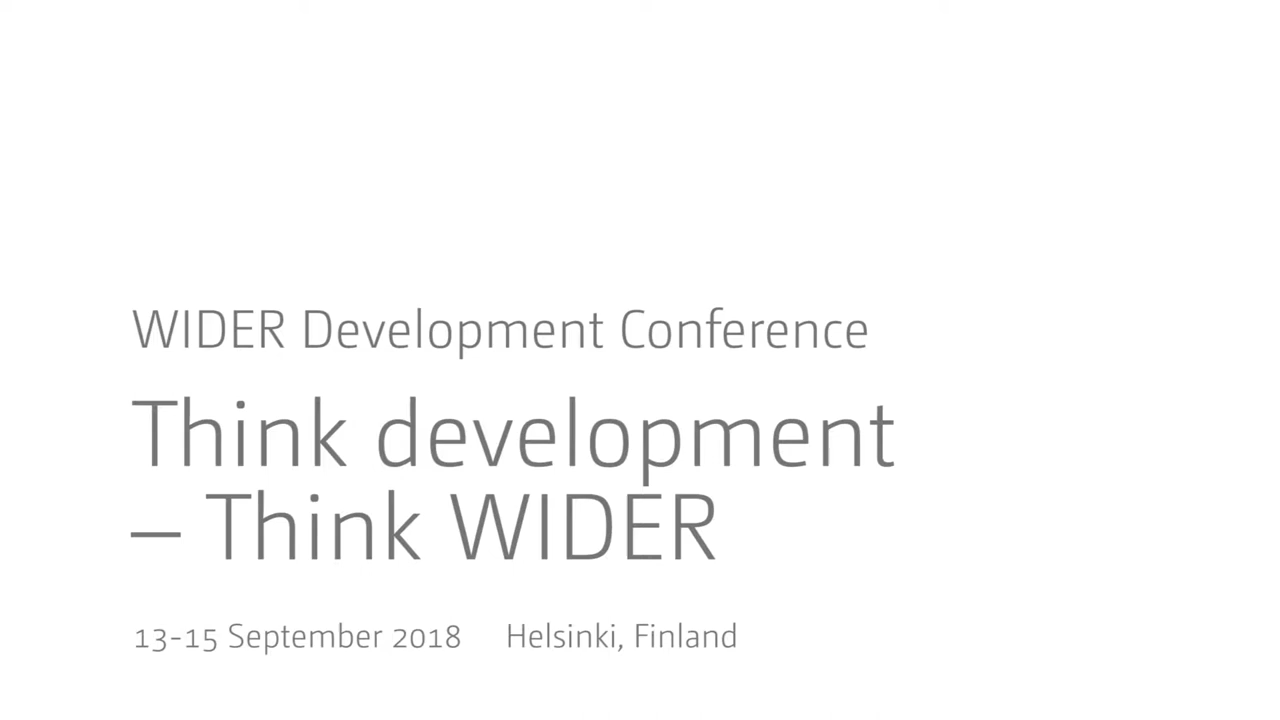 WIDER Development Conference
Think development
– Think WIDER
13-15 September 2018 Helsinki, Finland